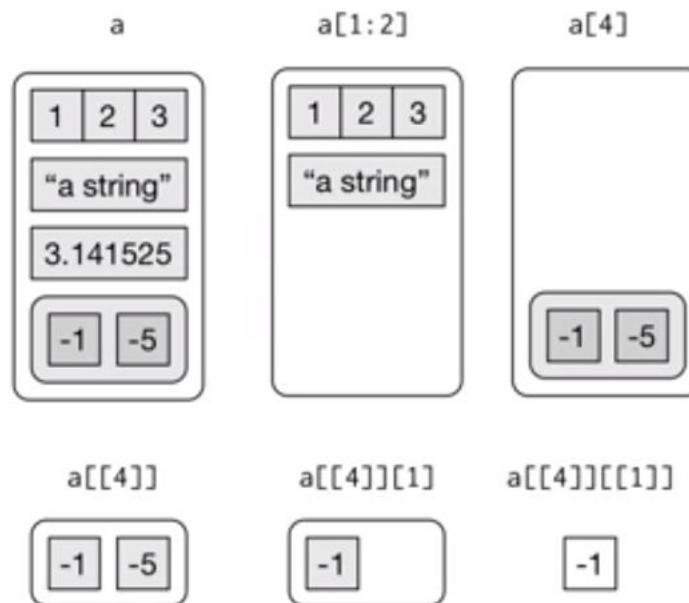 a a[1:2] a[4]
1 2 3 1 2 3
“a string” “a string”
3.141525
-1 -5 -1 -5
a[[4]] a[[4]][1] a[[4]][[1]]
-1 -5 -1 -1